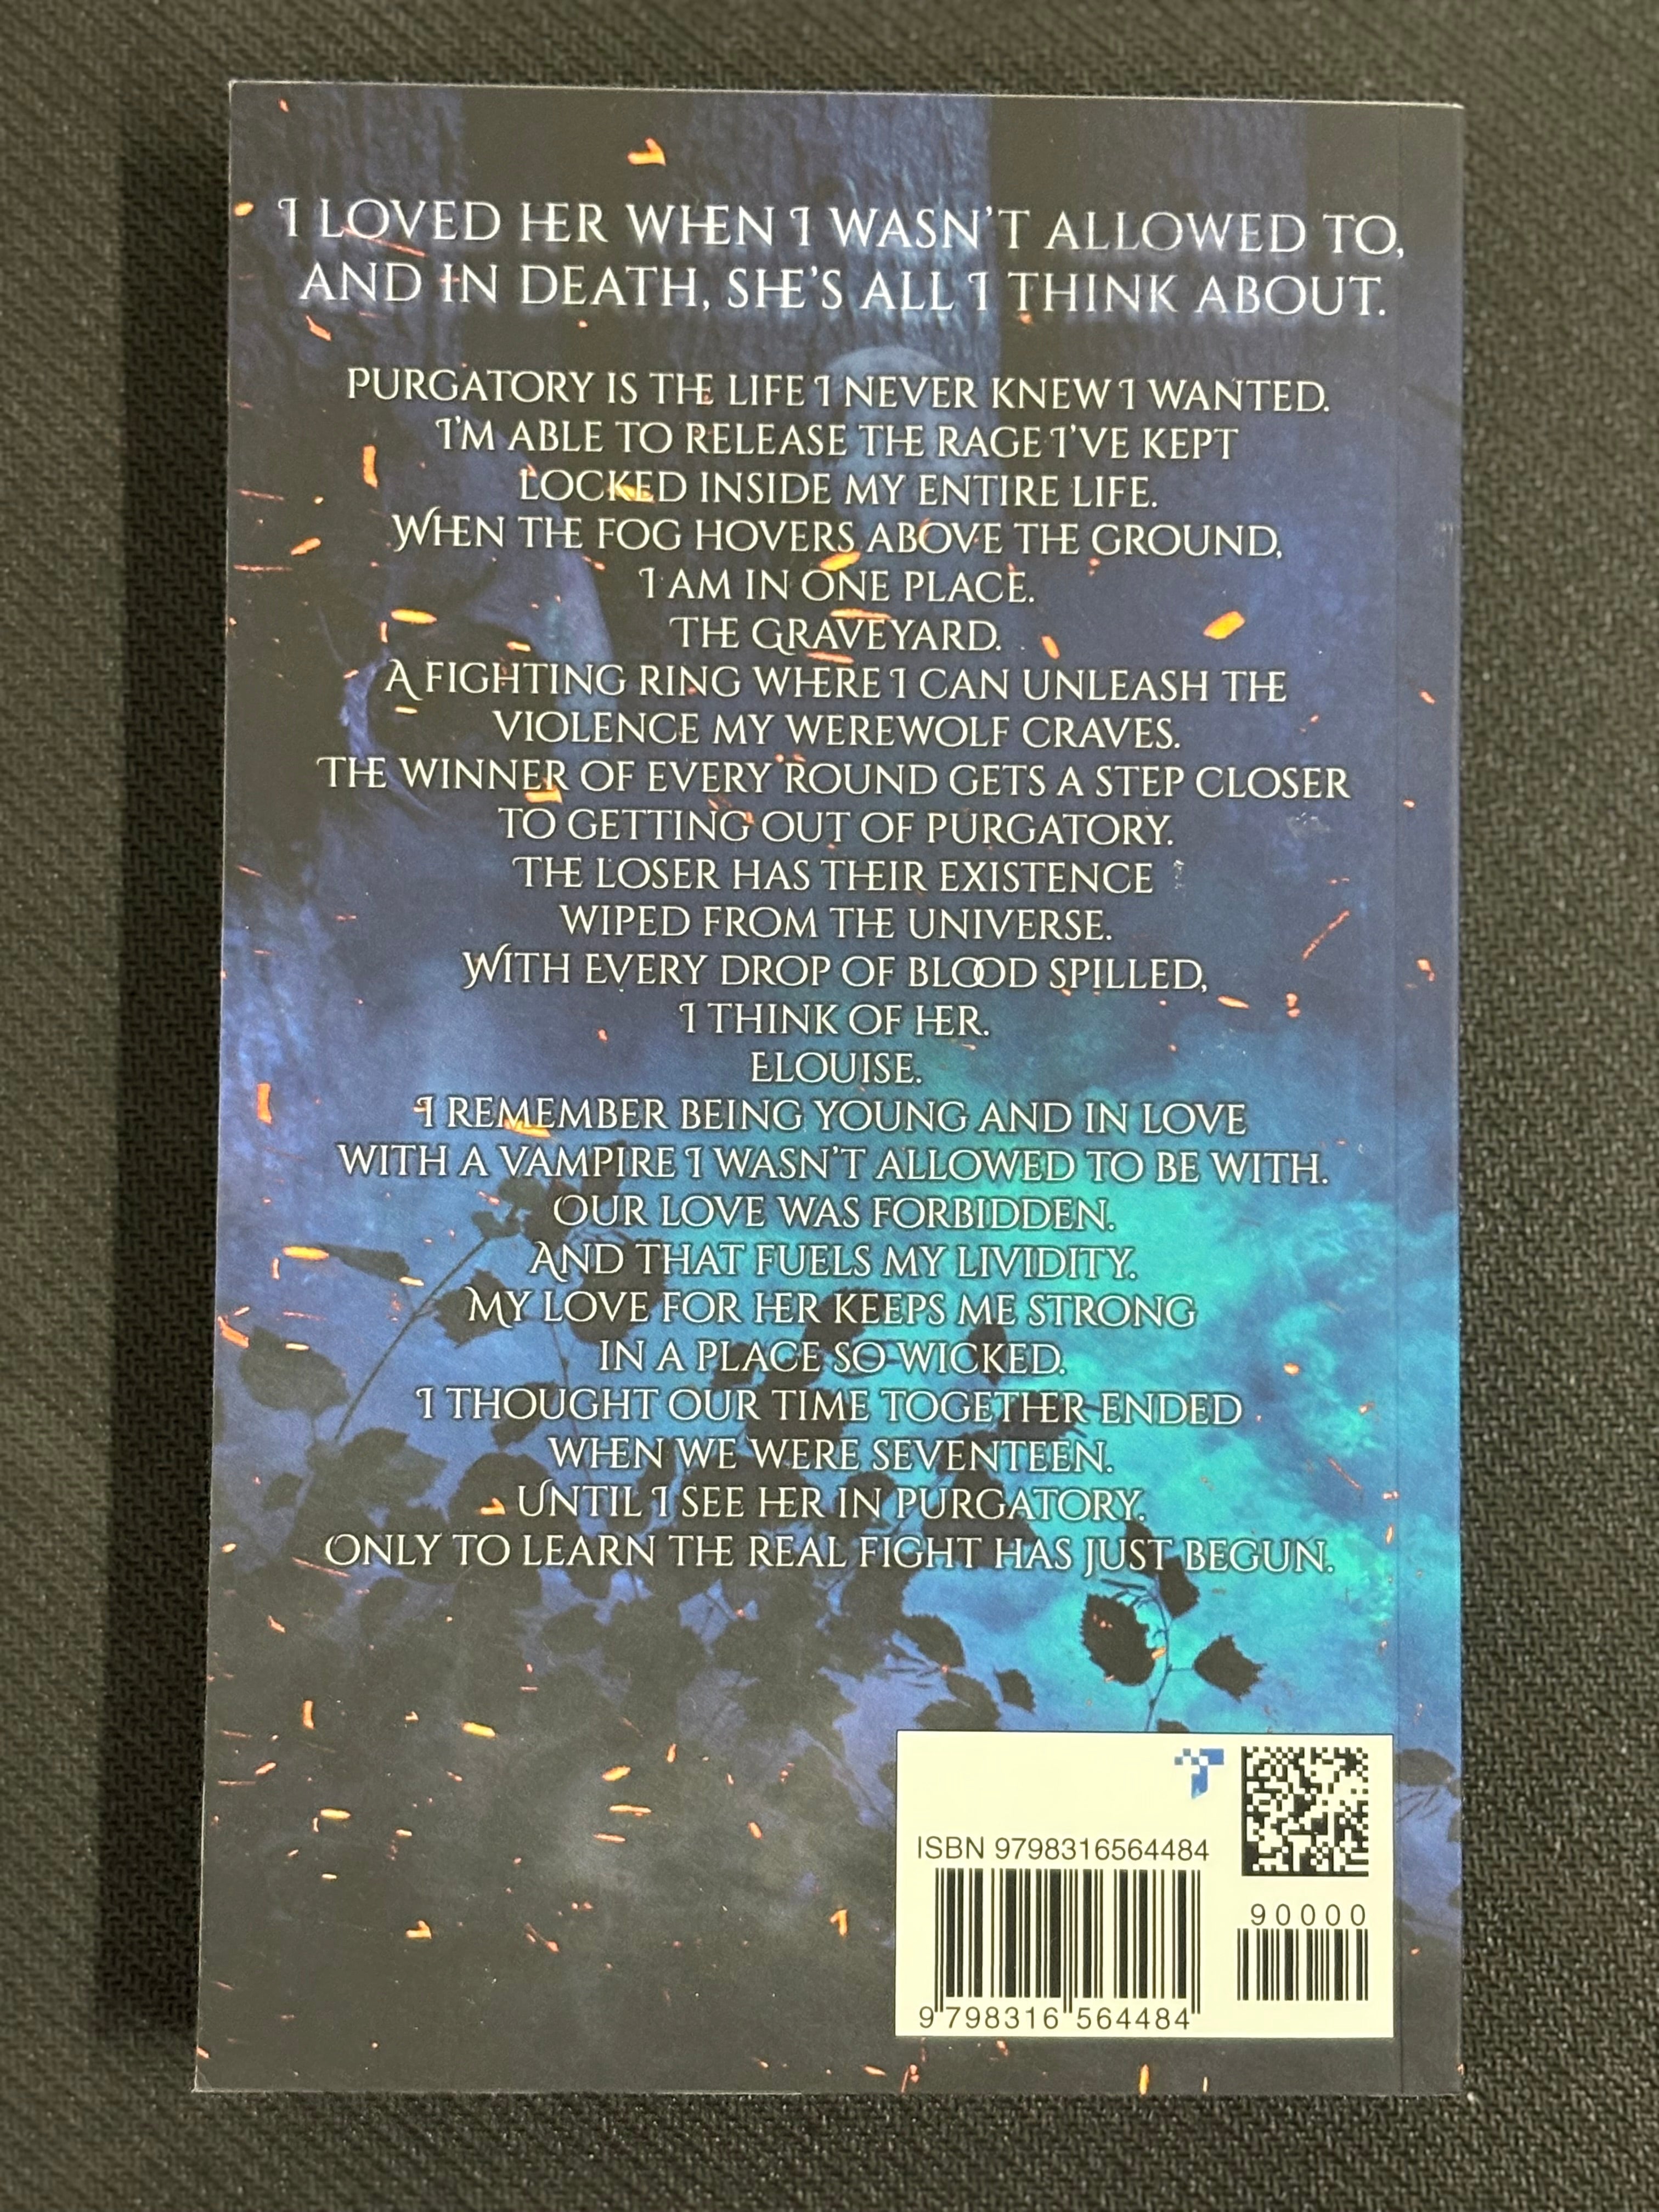 I LOVED HER WHEN I WASN'T ALLOWED TO,
AND IN DEATH, SHE'S ALL I THINK ABOUT.
PURGATORY IS THE LIFE I NEVER KNEW I WANTED.
I'M ABLE TO RELEASE THE RAGE I'VE KEPT
LOCKED INSIDE MY ENTIRE LIFE.
WHEN THE FOG HOVERS ABOVE THE GROUND,
I AM IN ONE PLACE.
THE GRAVEYARD.
A FIGHTING RING WHERE I CAN UNLEASH THE
VIOLENCE MY WEREWOLF CRAVES.
THE WINNER OF EVERY ROUND GETS A STEP CLOSER
TO GETTING OUT OF PURGATORY.
THE LOSER HAS THEIR EXISTENCE
WIPED FROM THE UNIVERSE.
WITH EVERY DROP OF BLOOD SPILLED,
I THINK OF HER.
ELOUISE.
I REMEMBER BEING YOUNG AND IN LOVE
WITH A VAMPIRE I WASN'T ALLOWED TO BE WITH.
OUR LOVE WAS FORBIDDEN.
AND THAT FUELS MY LIVIDITY.
MY LOVE FOR HER KEEPS ME STRONG
IN A PLACE SO WICKED.
I THOUGHT OUR TIME TOGETHER ENDED
WHEN WE WERE SEVENTEEN.
UNTIL I SEE HER IN PURGATORY.
ONLY TO LEARN THE REAL FIGHT HAS JUST BEGUN.
ISBN 9798316564484
90000
9 798316 564484